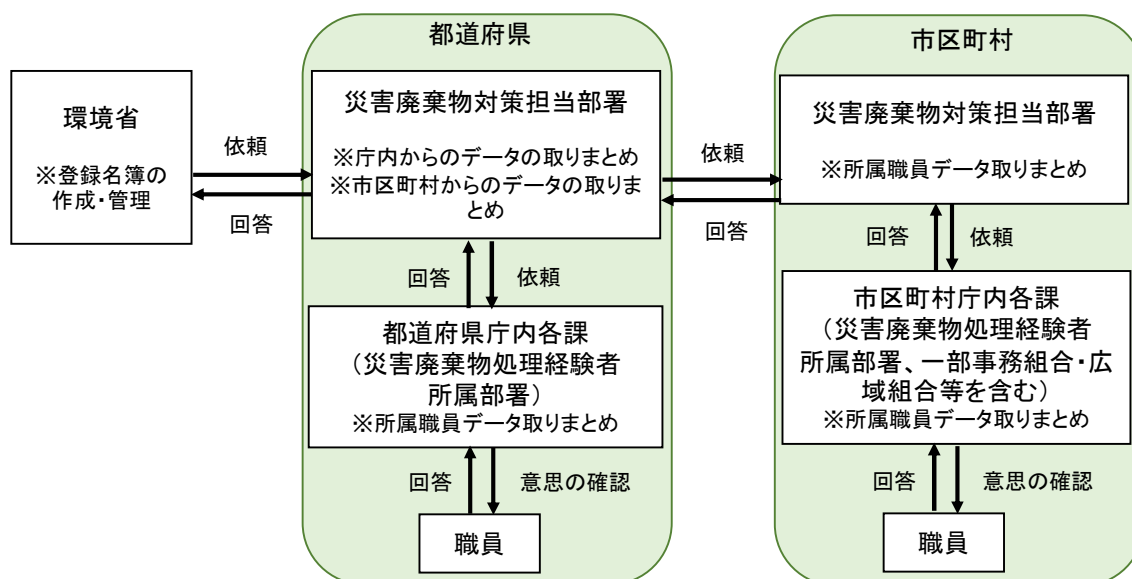 環境省
※登録名簿の
作成・管理
依頼
回答
都道府県
災害廃棄物対策担当部署
※庁内からのデータの取りまとめ
※市区町村からのデータの取りま
とめ
回答
依頼
都道府県庁内各課
（災害廃棄物処理経験者
所属部署）
※所属職員データ取りまとめ
回答
意思の確認
職員
依頼
回答
市区町村
災害廃棄物対策担当部署
※所属職員データ取りまとめ
回答
依頼
市区町村庁内各課
（災害廃棄物処理経験者
所属部署、一部事務組合・広
域組合等を含む）
※所属職員データ取りまとめ
回答
意思の確認
職員